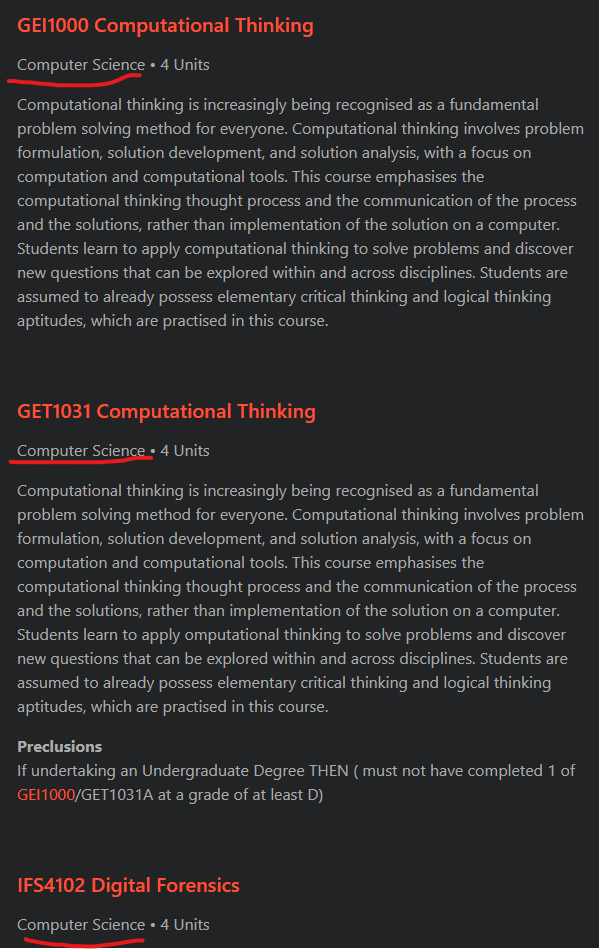 GEI1000 Computational Thinking
Computer Science • 4 Units
Computational thinking is increasingly being recognised as a fundamental
problem solving method for everyone. Computational thinking involves problem
formulation, solution development, and solution analysis, with a focus on
computation and computational tools. This course emphasises the
computational thinking thought process and the communication of the process
and the solutions, rather than implementation of the solution on a computer.
Students learn to apply computational thinking to solve problems and discover
new questions that can be explored within and across disciplines. Students are
assumed to already possess elementary critical thinking and logical thinking
aptitudes, which are practised in this course.
GET1031 Computational Thinking
Computer Science • 4 Units
Computational thinking is increasingly being recognised as a fundamental
problem solving method for everyone. Computational thinking involves problem
formulation, solution development, and solution analysis, with a focus on
computation and computational tools. This course emphasises the
computational thinking thought process and the communication of the process
and the solutions, rather than implementation of the solution on a computer.
Students learn to apply omputational thinking to solve problems and discover
new questions that can be explored within and across disciplines. Students are
assumed to already possess elementary critical thinking and logical thinking
aptitudes, which are practised in this course.
Preclusions
If undertaking an Undergraduate Degree THEN ( must not have completed 1 of
GEI1000/GET1031A at a grade of at least D)
IFS4102 Digital Forensics
Computer Science • 4 Units